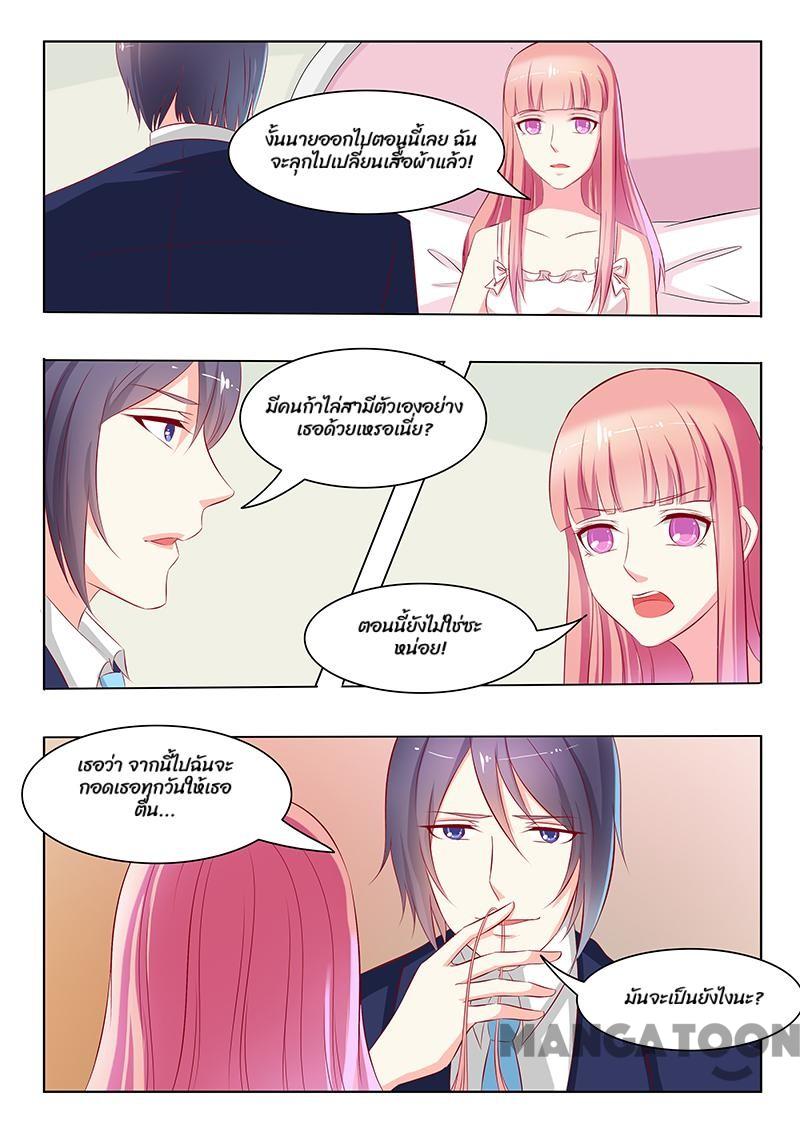 งั้นนายออกไปตอนนี้เลย ฉัน
จะลุกไปเปลี่ยนเสื้อผ้าแล้ว!
มีคนก้าไล่สามีตัวเองอย่าง
เธอด้วยเหรอเนี่ย?
ตอนนี้ยังไม่ใช่ซะ
หน่อย!
เธอว่า จากนี้ไปฉันจะ
กอดเธอทุกวันให้เธอ
ตื่น...
มันจะเป็นยังไงนะ?
MANGATOON